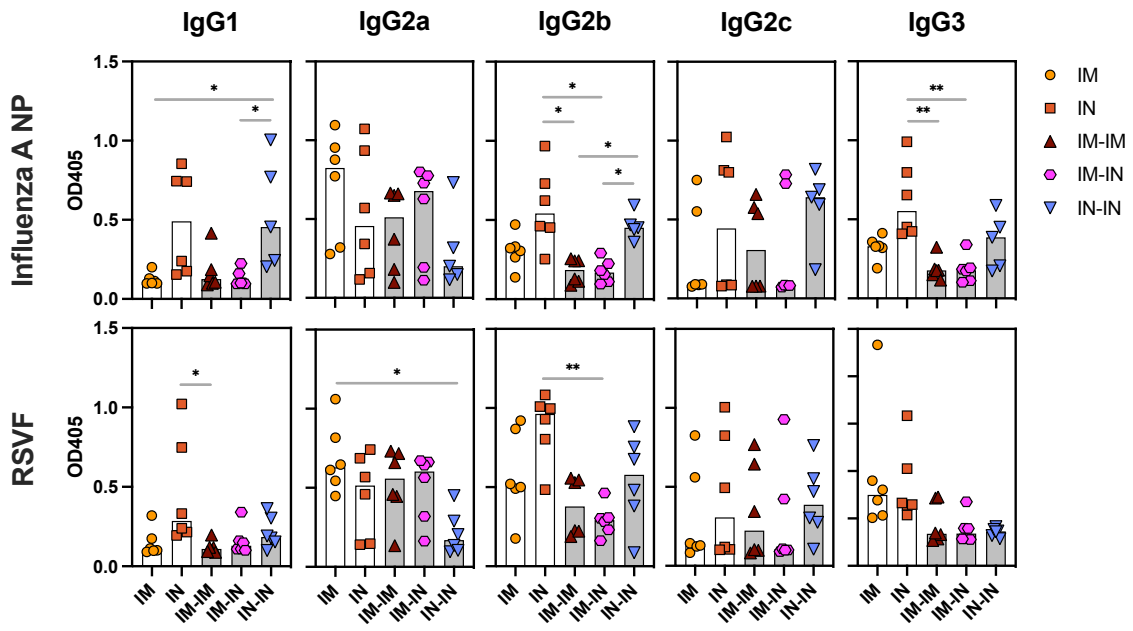 IgG1 IgG2a IgG2b IgG2c IgG3
Influenza A NP
OD405
1.5
1.0
0.5
0.0
* *
* * * *
** **
IM
IN
IM-IM
IM-IN
IN-IN
RSVF
OD405
1.0
0.5
0.0
*
*
**
IM IN IM-IM IM-IN IN-IN
IM IN IM-IM IM-IN IN-IN
IM IN IM-IM IM-IN IN-IN
IM IN IM-IM IM-IN IN-IN
IM IN IM-IM IM-IN IN-IN